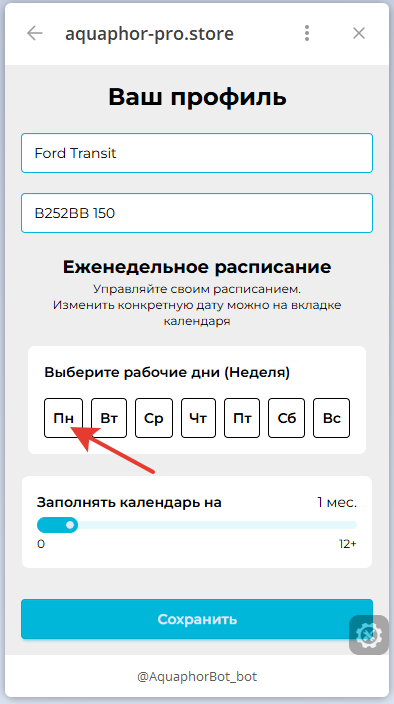 aquaphor-pro.store
Ваш профиль
Ford Transit
В252ВВ 150
Еженедельное расписание
Управляйте своим расписанием.
Изменить конкретную дату можно на вкладке
календаря
Выберите рабочие дни (Неделя)
Пн Вт Ср Чт Пт Сб Вс
Заполнять календарь на 1 мес.
0 12+
Сохранить
@AquaphorBot_bot